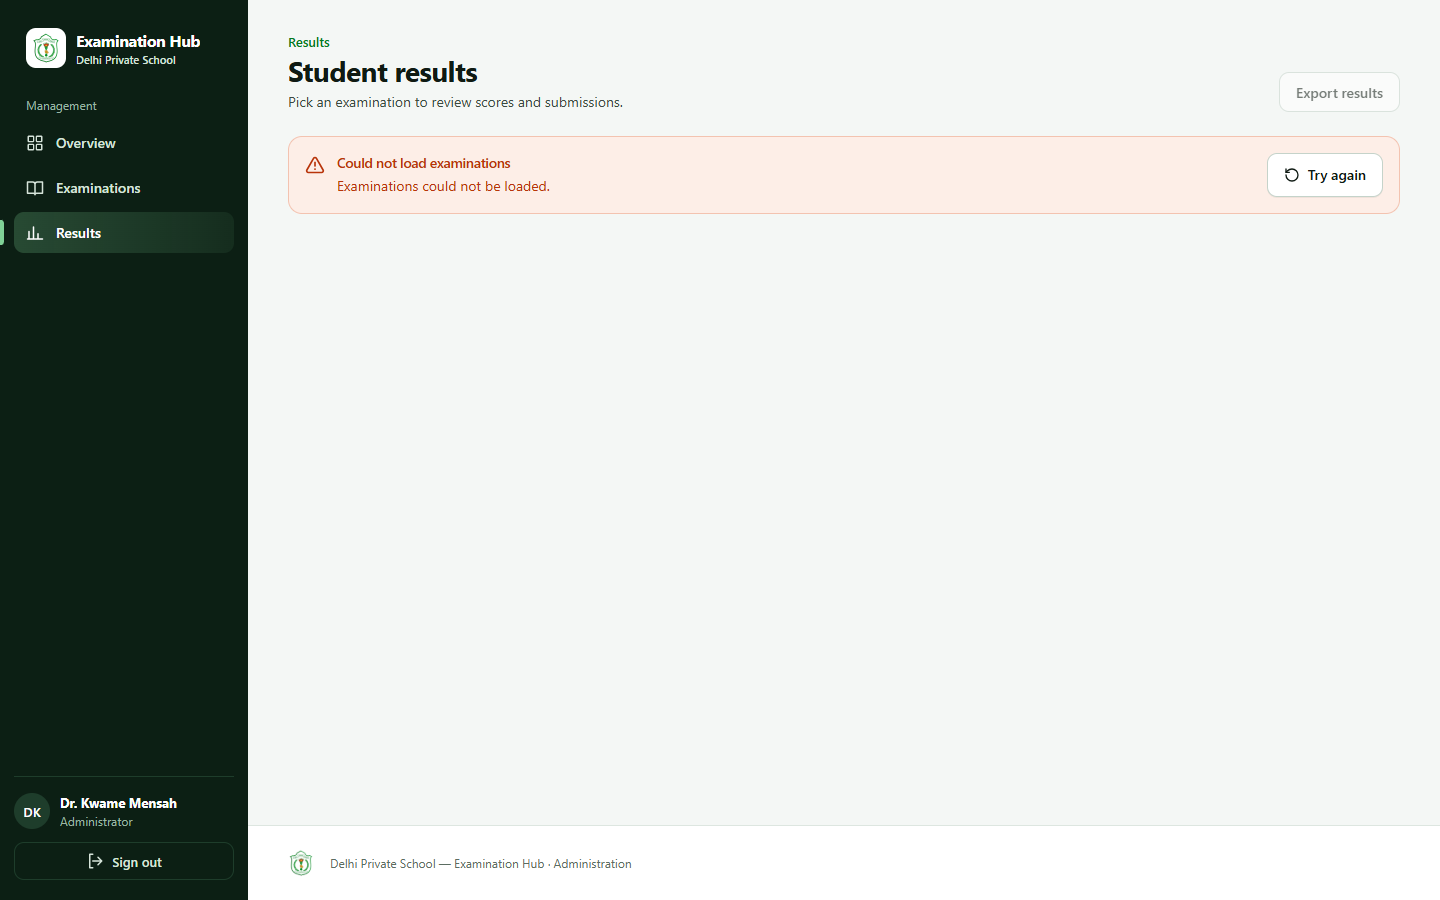 Examination Hub
Delhi Private School
Management
Overview
Examinations
Results
Dr. Kwame Mensah
DK
Administrator
Sign out
Results
Student results
Pick an examination to review scores and submissions.
Export results
Could not load examinations
Examinations could not be loaded.
Try again
Delhi Private School — Examination Hub · Administration